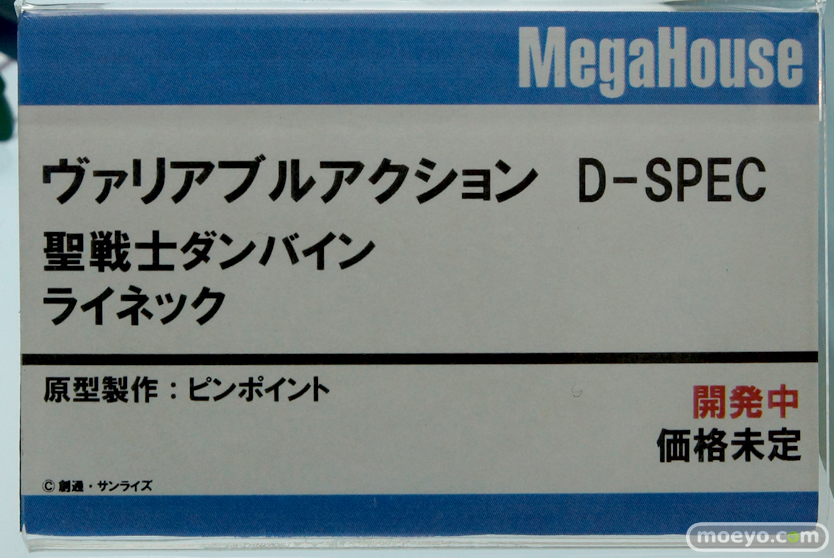 MegaHouse
ヴァリアブルアクション D-SPEC
聖戦士ダンバイン
ライネック
原型製作：ピンポイント
開発中
価格未定
© 創通・サンライズ
moeyo.com